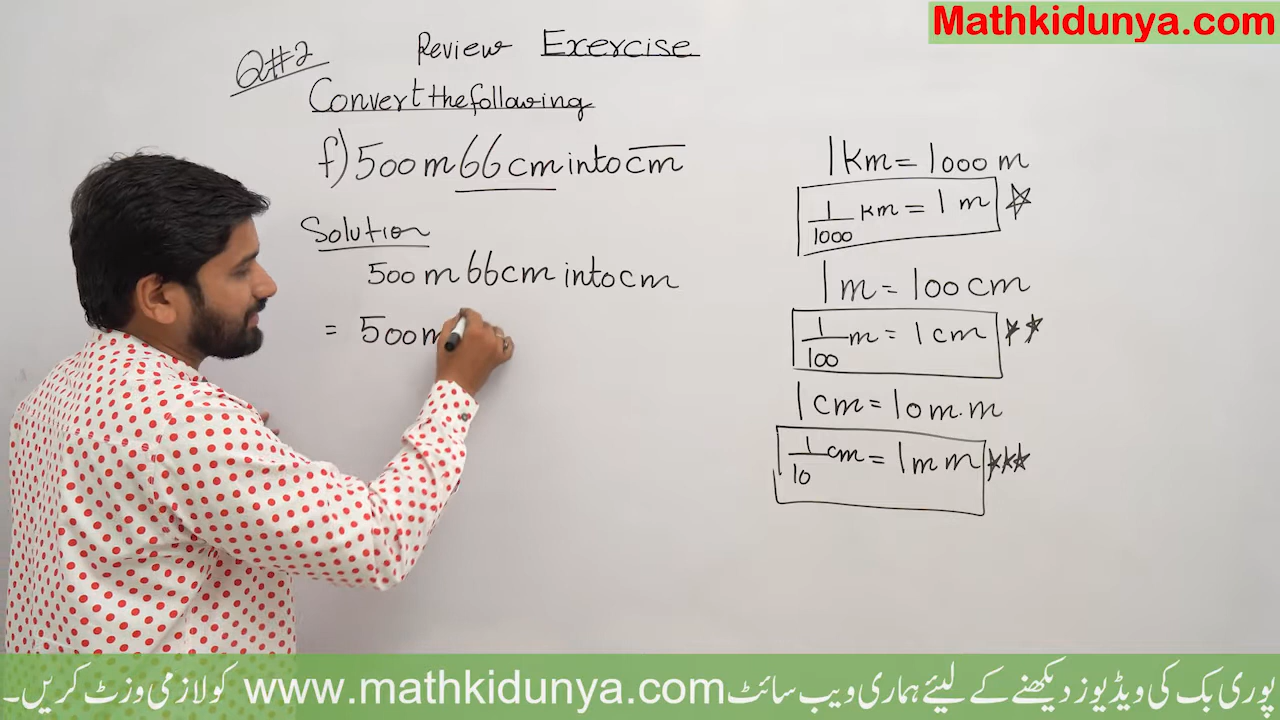 Mathkidunya.com
Q#2
Review Exercise
Convert the following
f) 500 m 66 cm into cm
Solution
500 m 66 cm into cm
= 500 m
1 km = 1000 m
1/1000 km = 1 m ☆
1 m = 100 cm
1/100 m = 1 cm ☆☆
1 cm = 10 m.m
1/10 cm = 1 mm ☆☆☆
پوری بک کی ویڈیوز دیکھنے کے لیئے ہماری ویب سائٹ www.mathkidunya.com کو لازمی وزٹ کریں۔